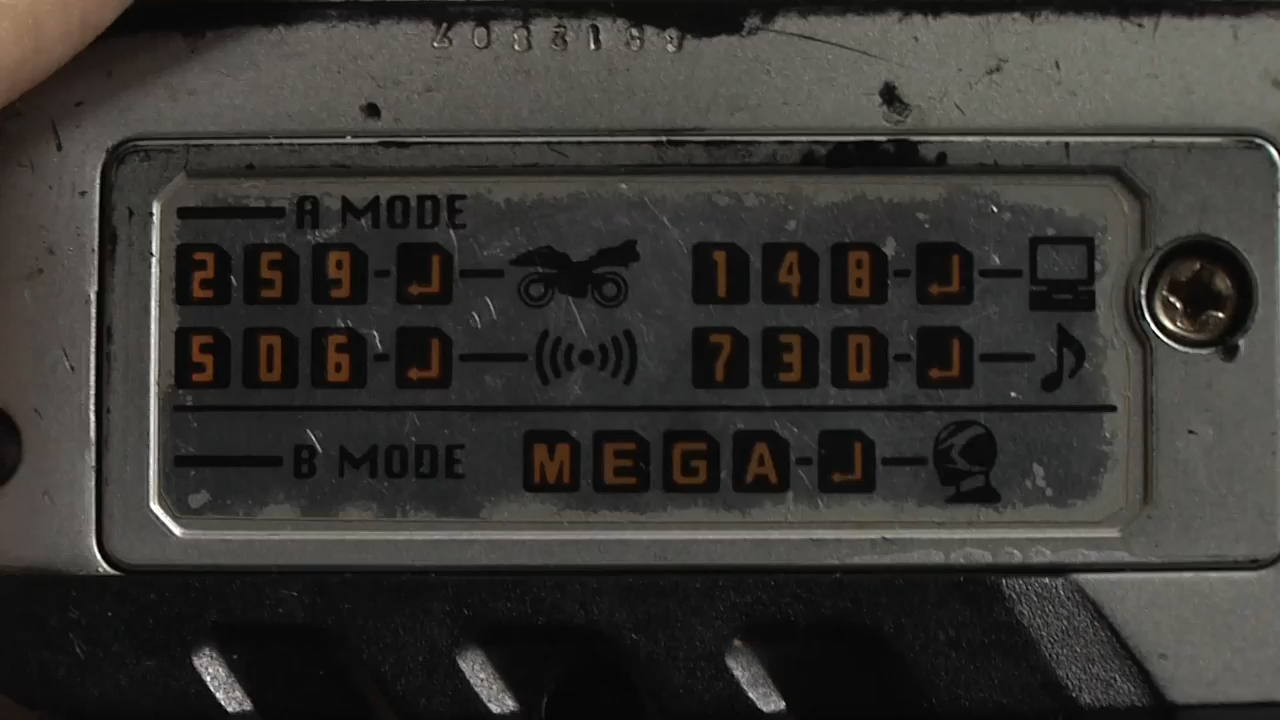 A MODE
259-↲ 148-↲
506-↲ 730-↲
B MODE MEGA-↲